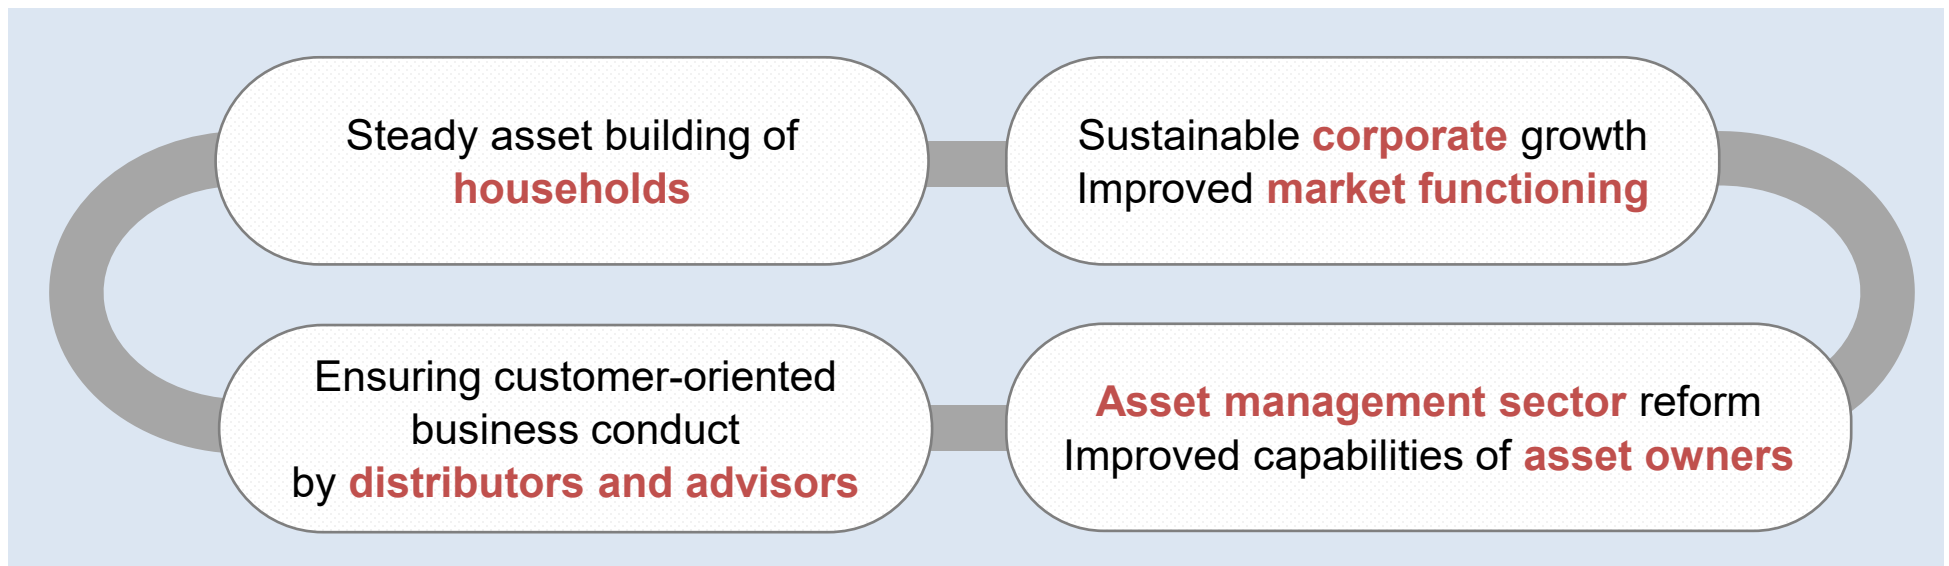 Steady asset building of
households
Sustainable corporate growth
Improved market functioning
Ensuring customer-oriented
business conduct
by distributors and advisors
Asset management sector reform
Improved capabilities of asset owners